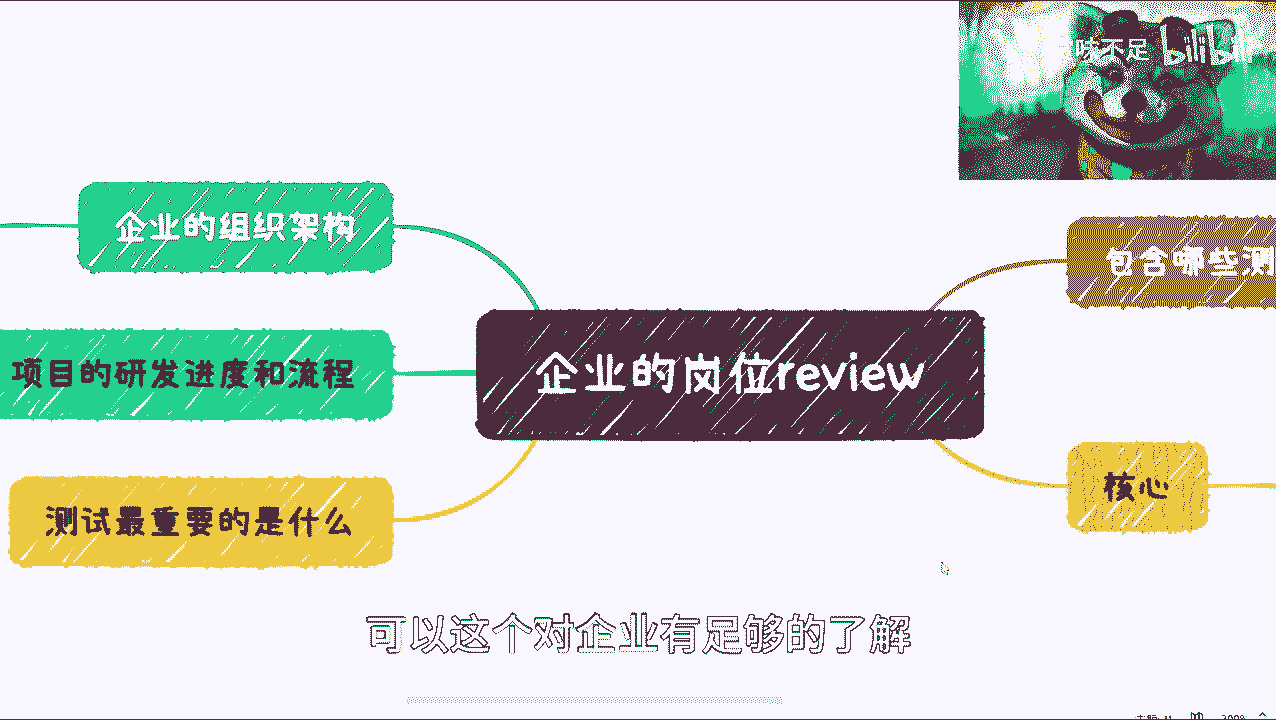 味不足 bilibili
企业的组织架构
包含哪些测
项目的研发进度和流程
企业的岗位review
核心
测试最重要的是什么
可以这个对企业有足够的了解